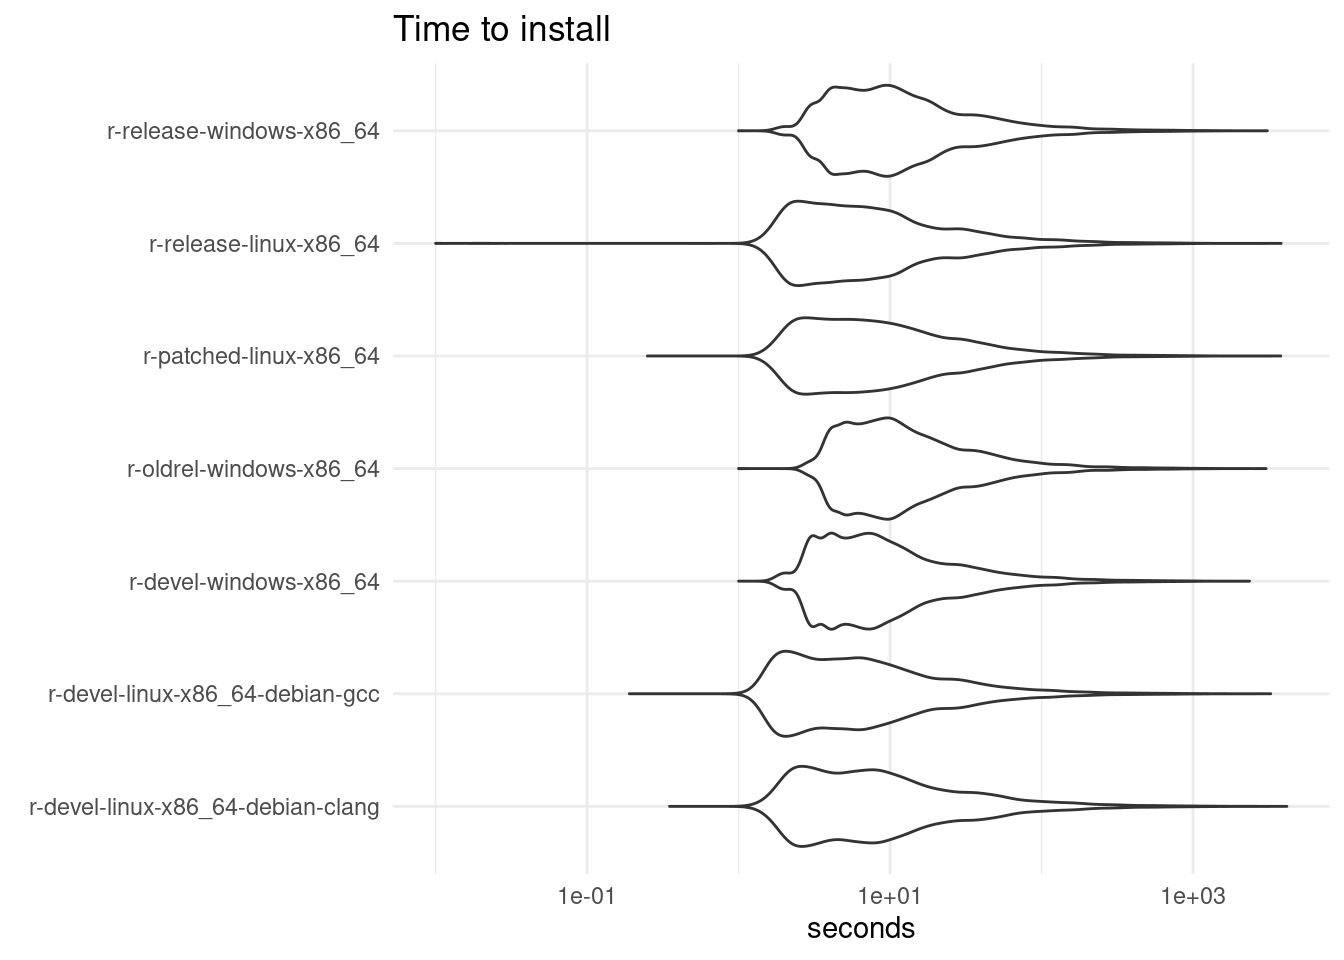 Time to install
r-release-windows-x86_64
r-release-linux-x86_64
r-patched-linux-x86_64
r-oldrel-windows-x86_64
r-devel-windows-x86_64
r-devel-linux-x86_64-debian-gcc
r-devel-linux-x86_64-debian-clang
1e-01 1e+01 1e+03
seconds